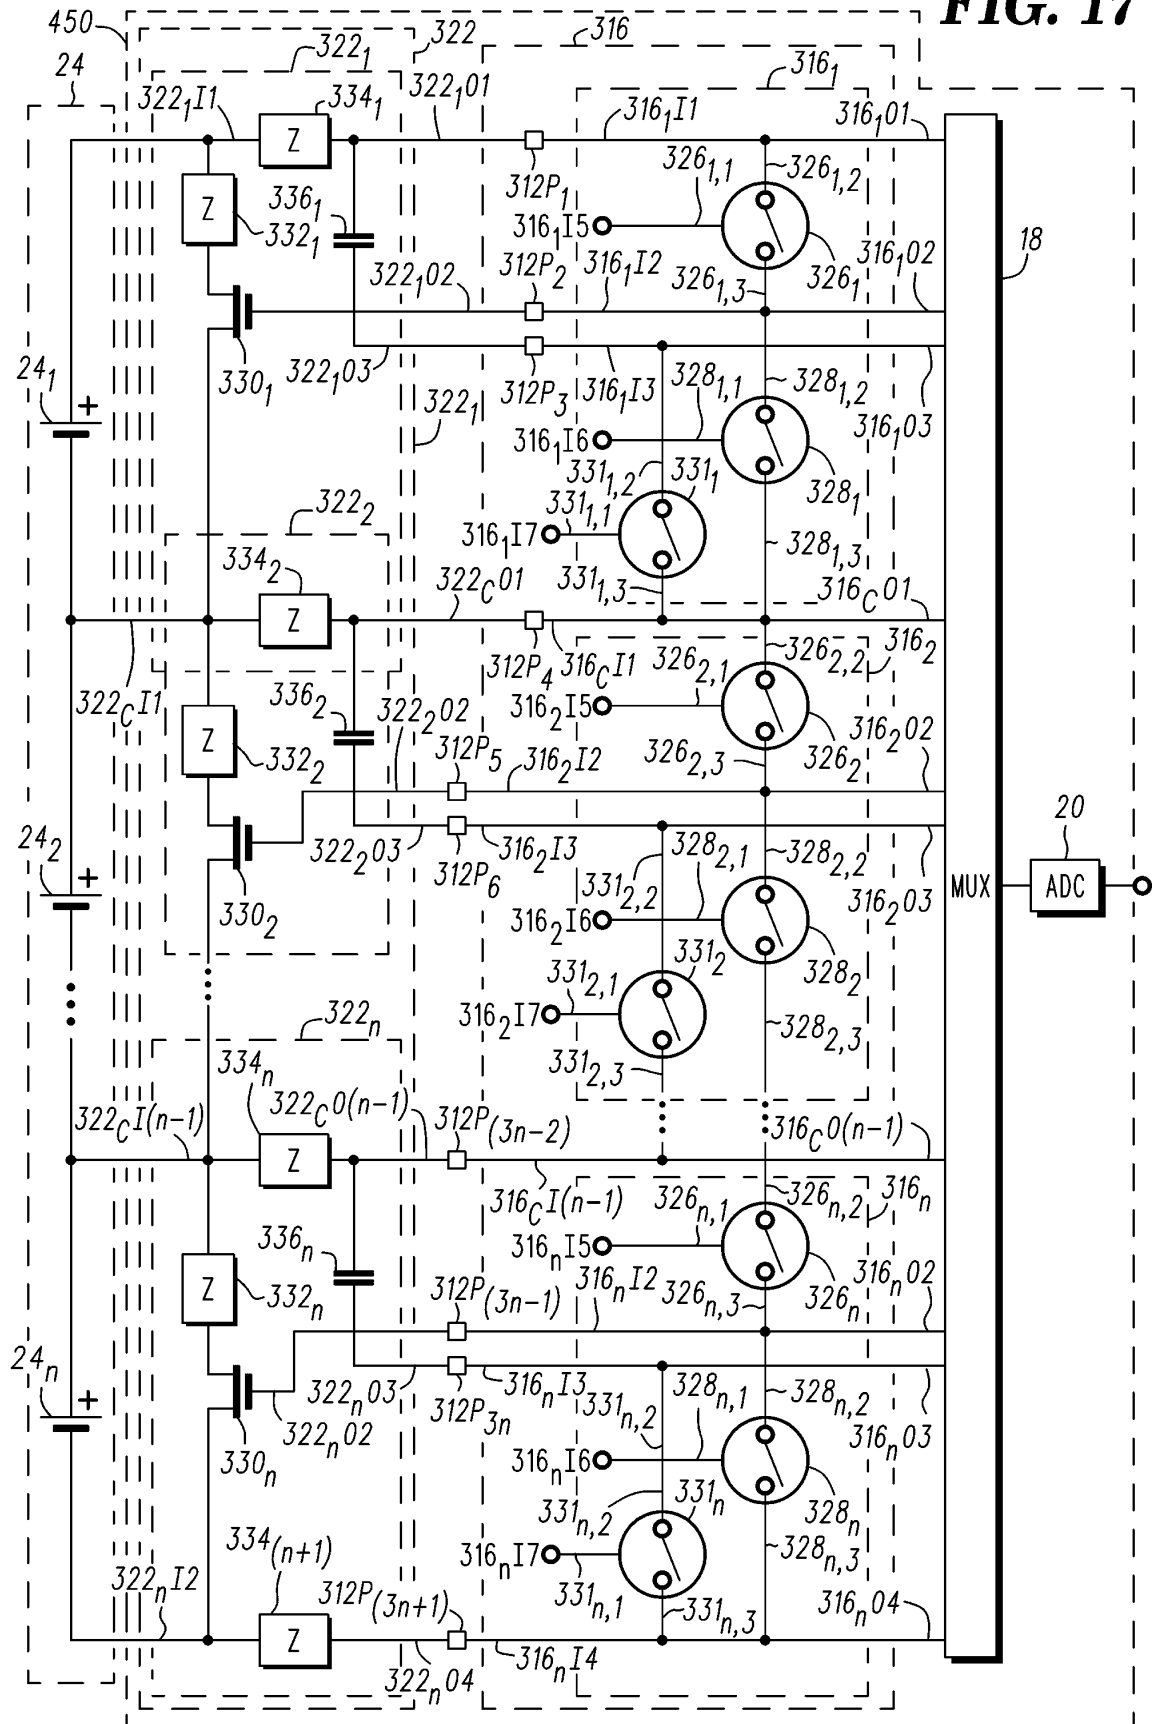 FIG. 17
450
24
322
322₁
316
316₁
322₁I1
334₁
322₁01
316₁I1
316₁01
Z
326₁,₁
326₁,₂
312P₁
336₁
Z
332₁
316₁I5
18
312P₂
316₁I2
326₁,₃
326₁
316₁02
322₁02
330₁
322₁03
312P₃
316₁I3
328₁,₁
328₁,₂
316₁03
24₁
+
322₁
316₁I6
331₁,₂
331₁
328₁
331₁,₁
316₁I7
322₂
328₁,₃
334₂
322C01
331₁,₃
316C01
Z
312P₄
316CI1
326₂,₁
326₂,₂
316₂
322CI1
336₂
322₂02
316₂I5
Z
332₂
312P₅
316₂I2
326₂,₃
326₂
316₂02
20
24₂
+
322₂03
312P₆
316₂I3
328₂,₁
328₂,₂
316₂03
MUX
ADC
330₂
331₂,₂
316₂I6
331₂,₁
331₂
328₂
316₂I7
322n
328₂,₃
334n
331₂,₃
322CI(n-1)
322C0(n-1)
312P(3n-2)
316C0(n-1)
Z
316CI(n-1)
326n,₁
326n,₂
316n
336n
316nI5
Z
332n
312P(3n-1)
316nI2
326n,₃
326n
316n02
24n
+
322n03
312P3n
316nI3
328n,₁
328n,₂
316n03
322n02
330n
331n,₂
316nI6
331n,₂
331n
328n
334(n+1)
316nI7
328n,₃
322nI2
312P(3n+1)
331n,₁
331n,₃
316n04
Z
322n04
316nI4